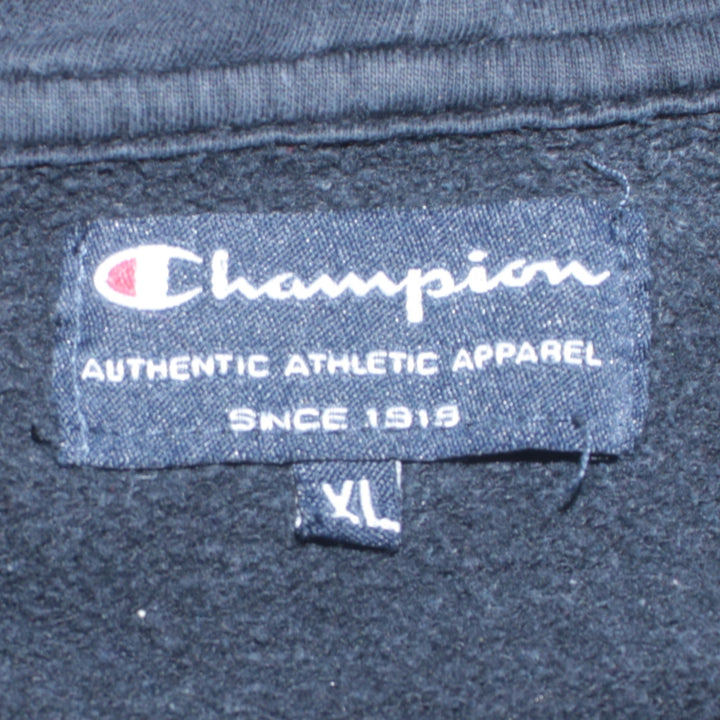 Champion
AUTHENTIC ATHLETIC APPAREL
SINCE 1919
XL